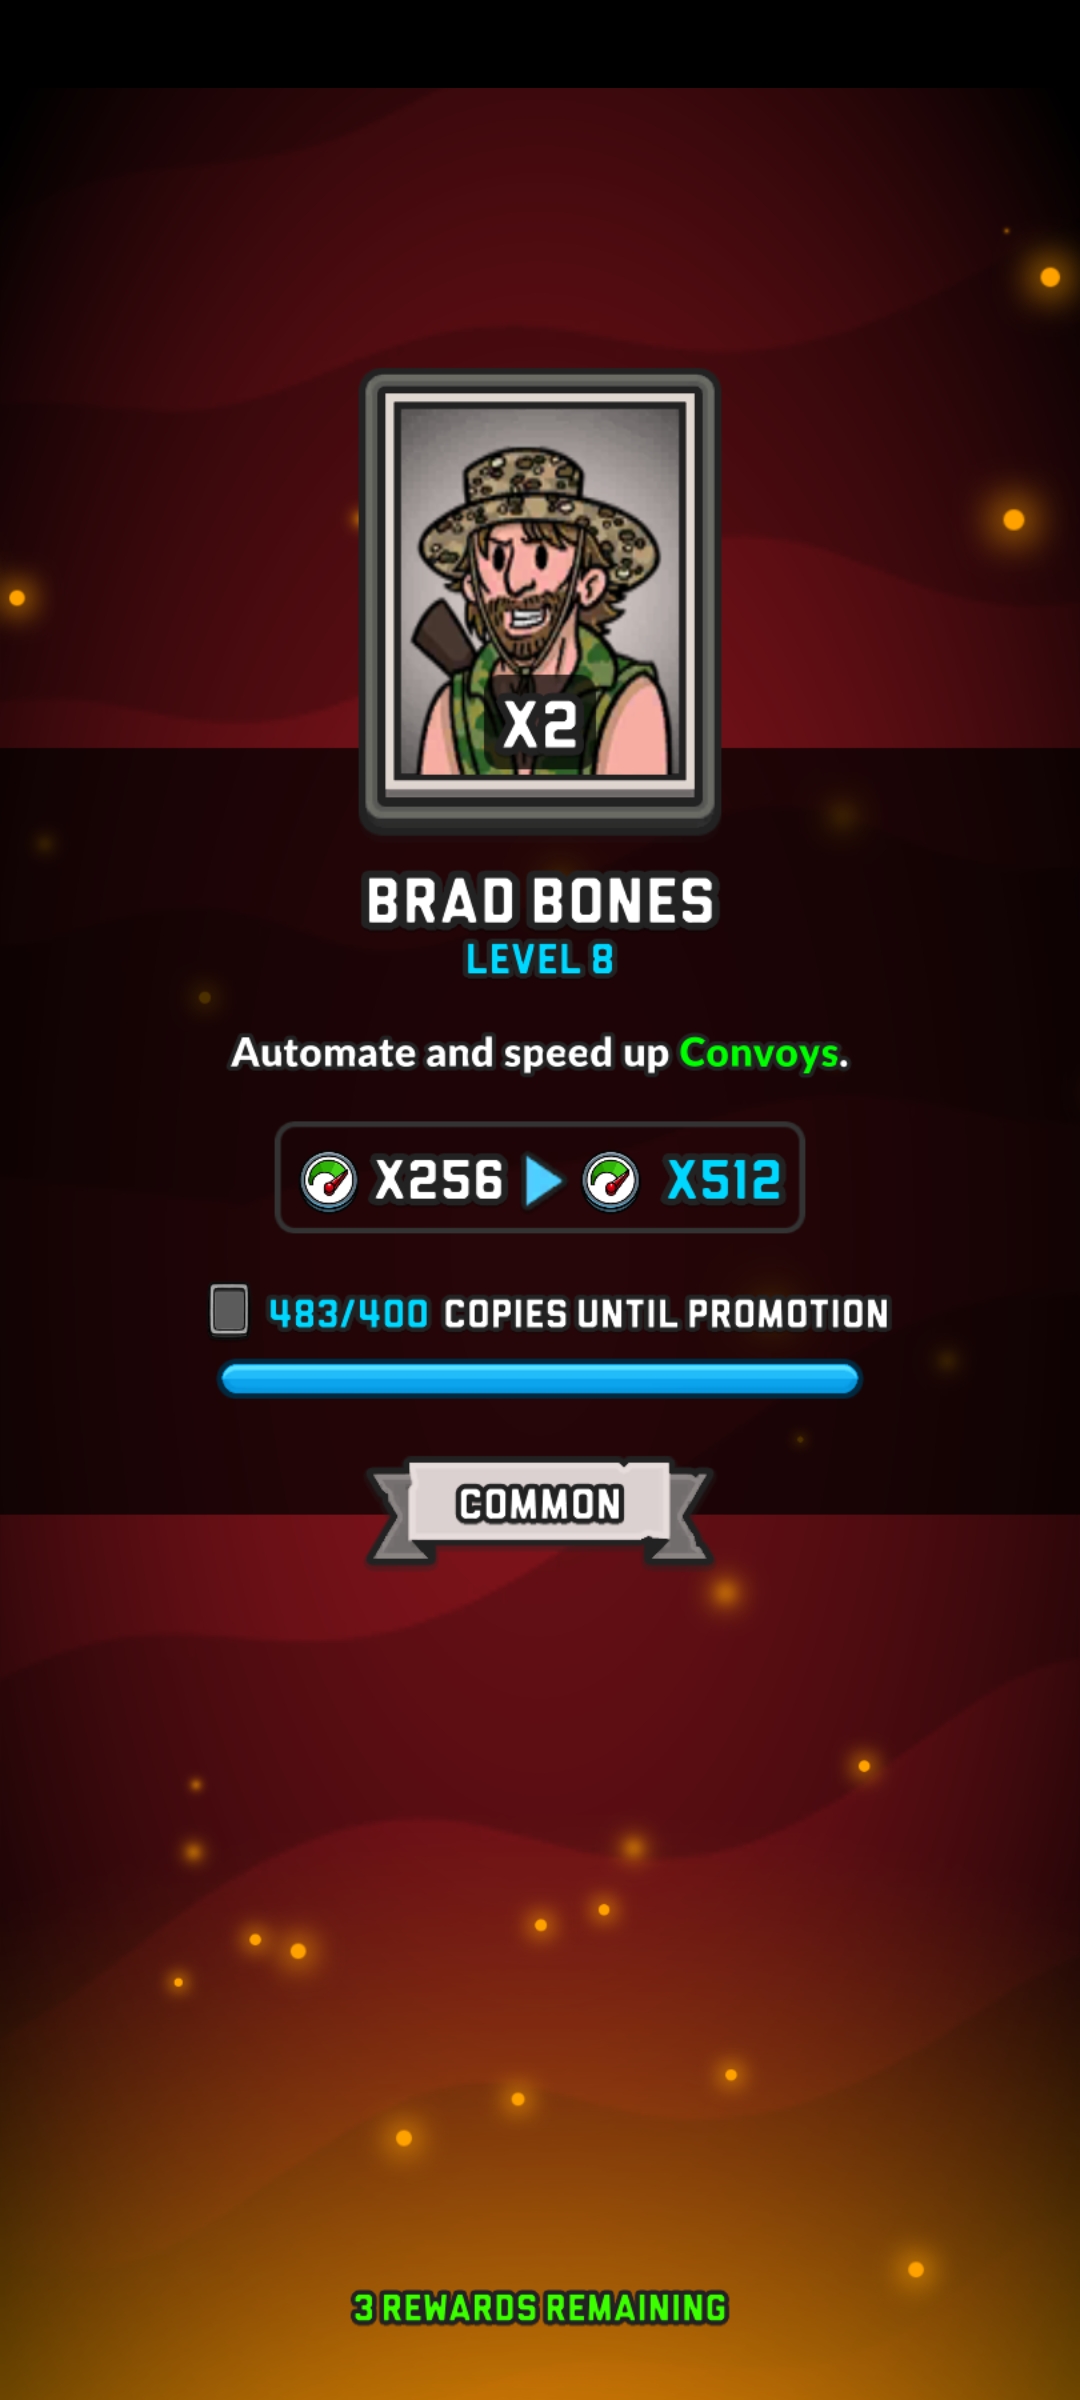 X2
BRAD BONES
LEVEL 8
Automate and speed up Convoys.
X256 X512
483/400 COPIES UNTIL PROMOTION
COMMON
3 REWARDS REMAINING